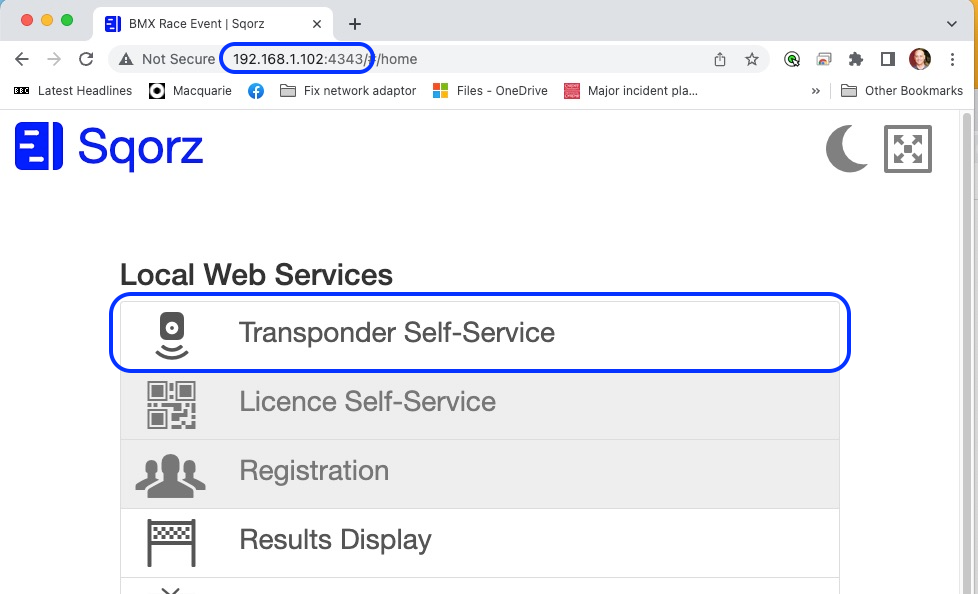 BMX Race Event | Sqorz
Not Secure 192.168.1.102:4343/#/home
BBC Latest Headlines Macquarie Fix network adaptor Files - OneDrive Major incident pla... » Other Bookmarks
Sqorz
Local Web Services
Transponder Self-Service
Licence Self-Service
Registration
Results Display